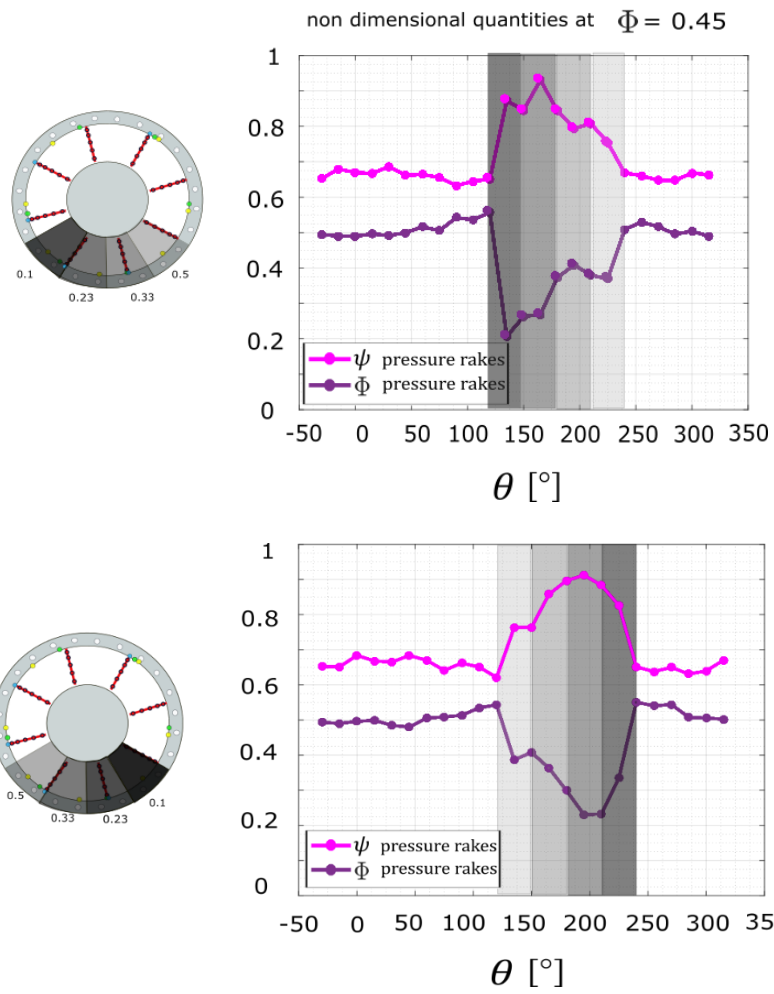 non dimensional quantities at Φ = 0.45
1
0.8
0.6
0.4
0.2
0
ψ pressure rakes
Φ pressure rakes
-50 0 50 100 150 200 250 300 350
θ [°]
0.1
0.23
0.33
0.5
1
0.8
0.6
0.4
0.2
0
ψ pressure rakes
Φ pressure rakes
-50 0 50 100 150 200 250 300 350
θ [°]
0.5
0.33
0.23
0.1